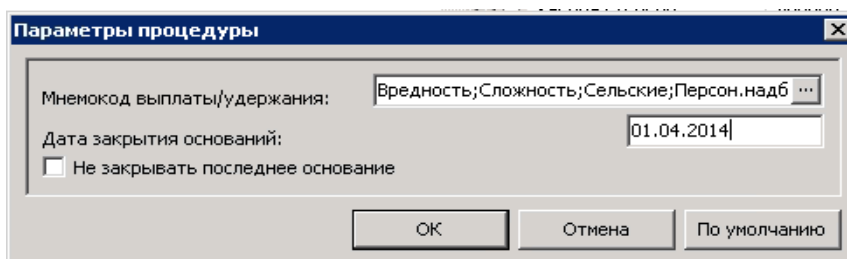 Параметры процедуры
Мнемокод выплаты/удержания: Вредность;Сложность;Сельские;Персон.надб ...
Дата закрытия оснований: 01.04.2014
Не закрывать последнее основание
ОК Отмена По умолчанию